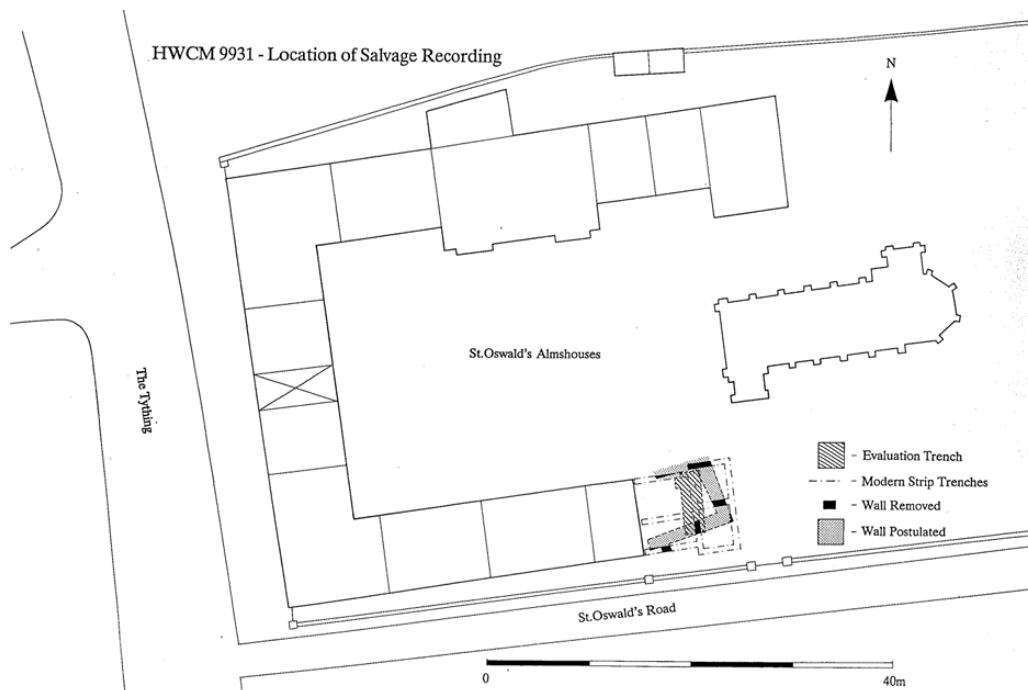 HWCM 9931 - Location of Salvage Recording
N
St.Oswald's Almshouses
The Tything
- Evaluation Trench
- Modern Strip Trenches
- Wall Removed
- Wall Postulated
St.Oswald's Road
0
40m